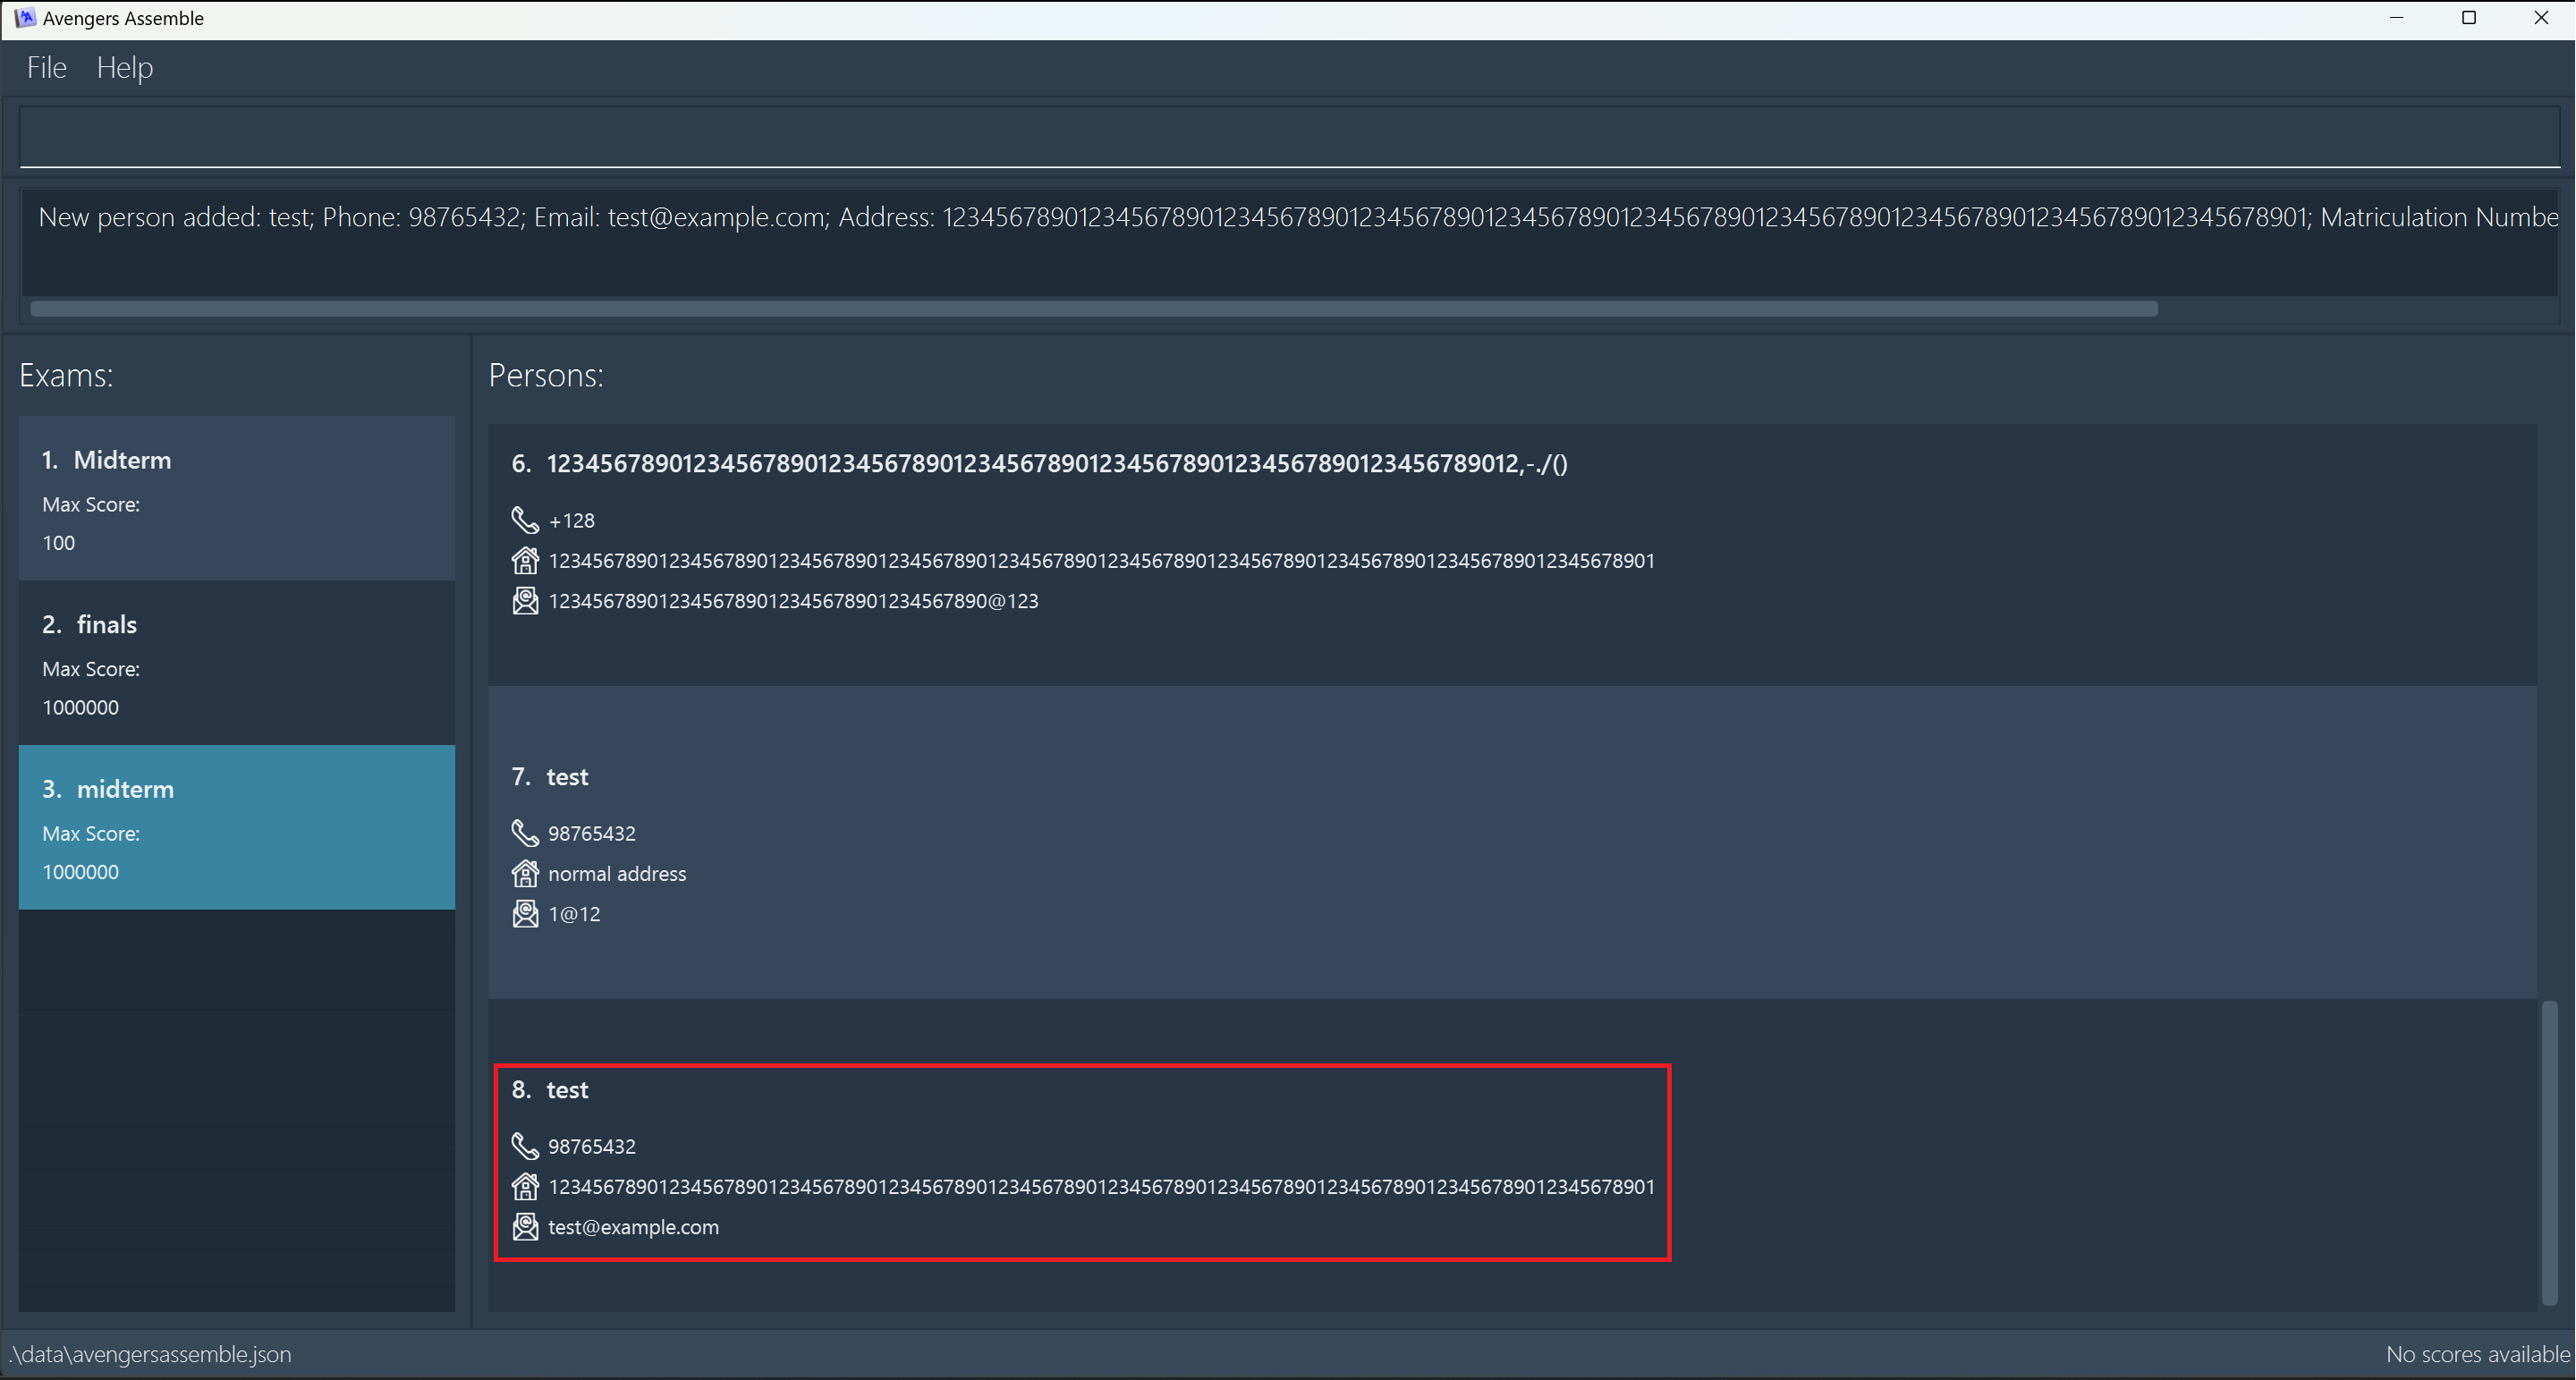 Avengers Assemble
File Help
New person added: test; Phone: 98765432; Email: test@example.com; Address: 12345678901234567890123456789012345678901234567890123456789012345678901234567890123456789012345678901; Matriculation Numbe
Exams:
1. Midterm
Max Score:
100
2. finals
Max Score:
1000000
3. midterm
Max Score:
1000000
Persons:
6. 123456789012345678901234567890123456789012345678901234567890123456789012,-./()
+128
12345678901234567890123456789012345678901234567890123456789012345678901234567890123456789012345678901
1234567890123456789012345678901234567890@123
7. test
98765432
normal address
1@12
8. test
98765432
12345678901234567890123456789012345678901234567890123456789012345678901234567890123456789012345678901
test@example.com
.\data\avengersassemble.json
No scores available